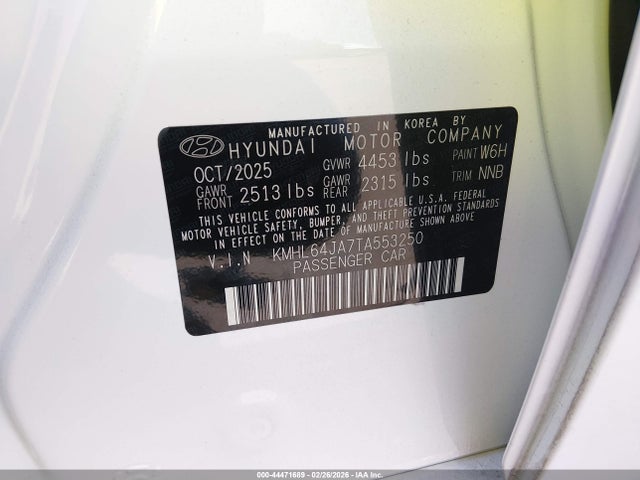 MANUFACTURED IN KOREA BY
HYUNDAI MOTOR COMPANY
OCT/2025 GVWR 4453 lbs PAINT W6H
GAWR FRONT 2513 lbs GAWR REAR 2315 lbs TRIM NNB
THIS VEHICLE CONFORMS TO ALL APPLICABLE U.S.A. FEDERAL
MOTOR VEHICLE SAFETY, BUMPER, AND THEFT PREVENTION STANDARDS
IN EFFECT ON THE DATE OF MANUFACTURE SHOWN ABOVE.
V.I.N KMHL64JA7TA553250
PASSENGER CAR
000-44471689 02/26/2026 IAA Inc.